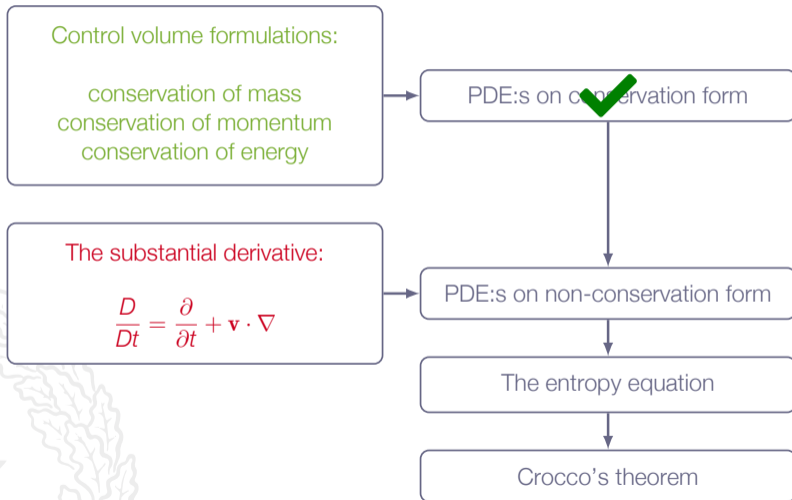 Control volume formulations:
conservation of mass
conservation of momentum
conservation of energy
PDE:s on conservation form
The substantial derivative:
D/Dt = ∂/∂t + v · ∇
PDE:s on non-conservation form
The entropy equation
Crocco's theorem